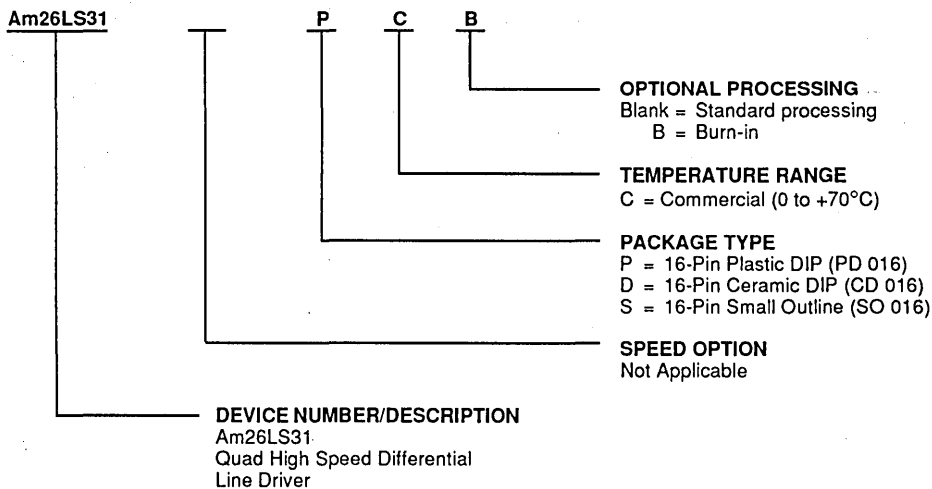 Am26LS31 P C B
OPTIONAL PROCESSING
Blank = Standard processing
B = Burn-in
TEMPERATURE RANGE
C = Commercial (0 to +70°C)
PACKAGE TYPE
P = 16-Pin Plastic DIP (PD 016)
D = 16-Pin Ceramic DIP (CD 016)
S = 16-Pin Small Outline (SO 016)
SPEED OPTION
Not Applicable
DEVICE NUMBER/DESCRIPTION
Am26LS31
Quad High Speed Differential
Line Driver